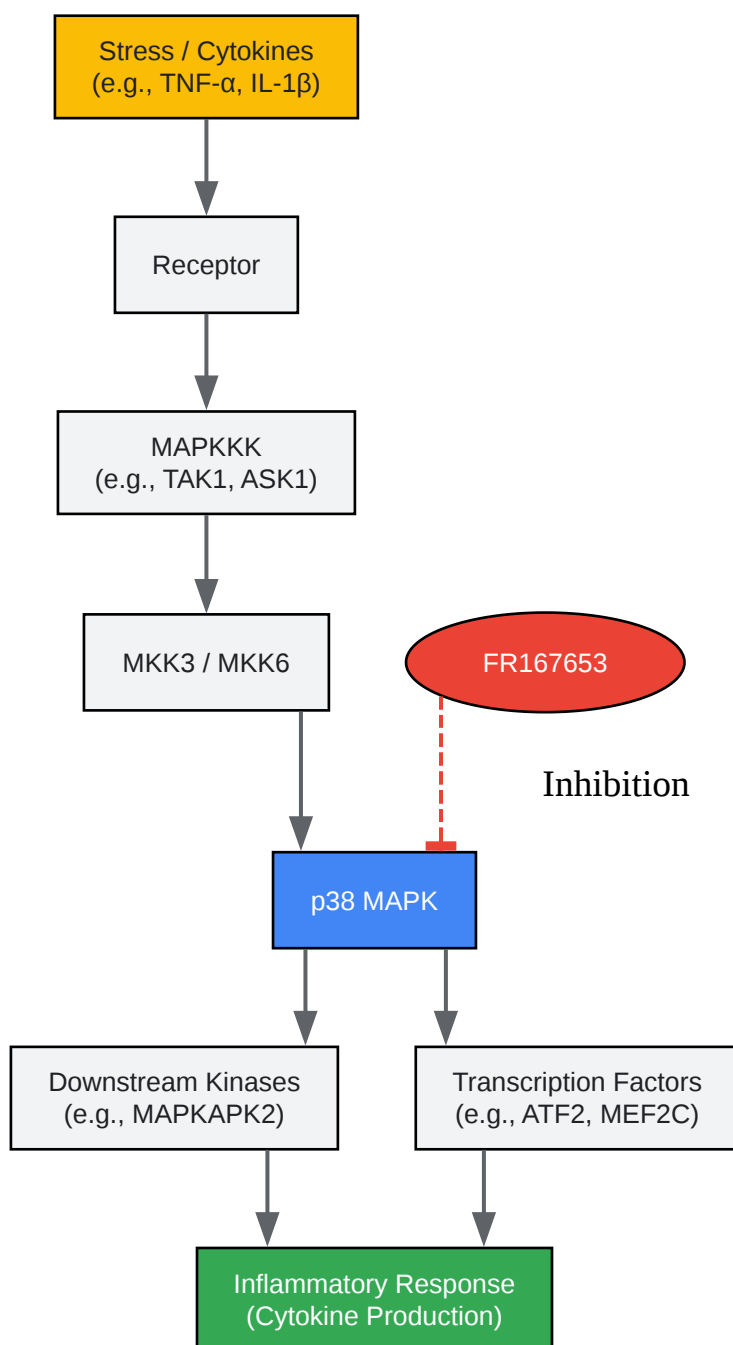 Stress / Cytokines
(e.g., TNF-α, IL-1β)
Receptor
MAPKKK
(e.g., TAK1, ASK1)
MKK3 / MKK6
FR167653
Inhibition
p38 MAPK
Downstream Kinases
(e.g., MAPKAPK2)
Transcription Factors
(e.g., ATF2, MEF2C)
Inflammatory Response
(Cytokine Production)